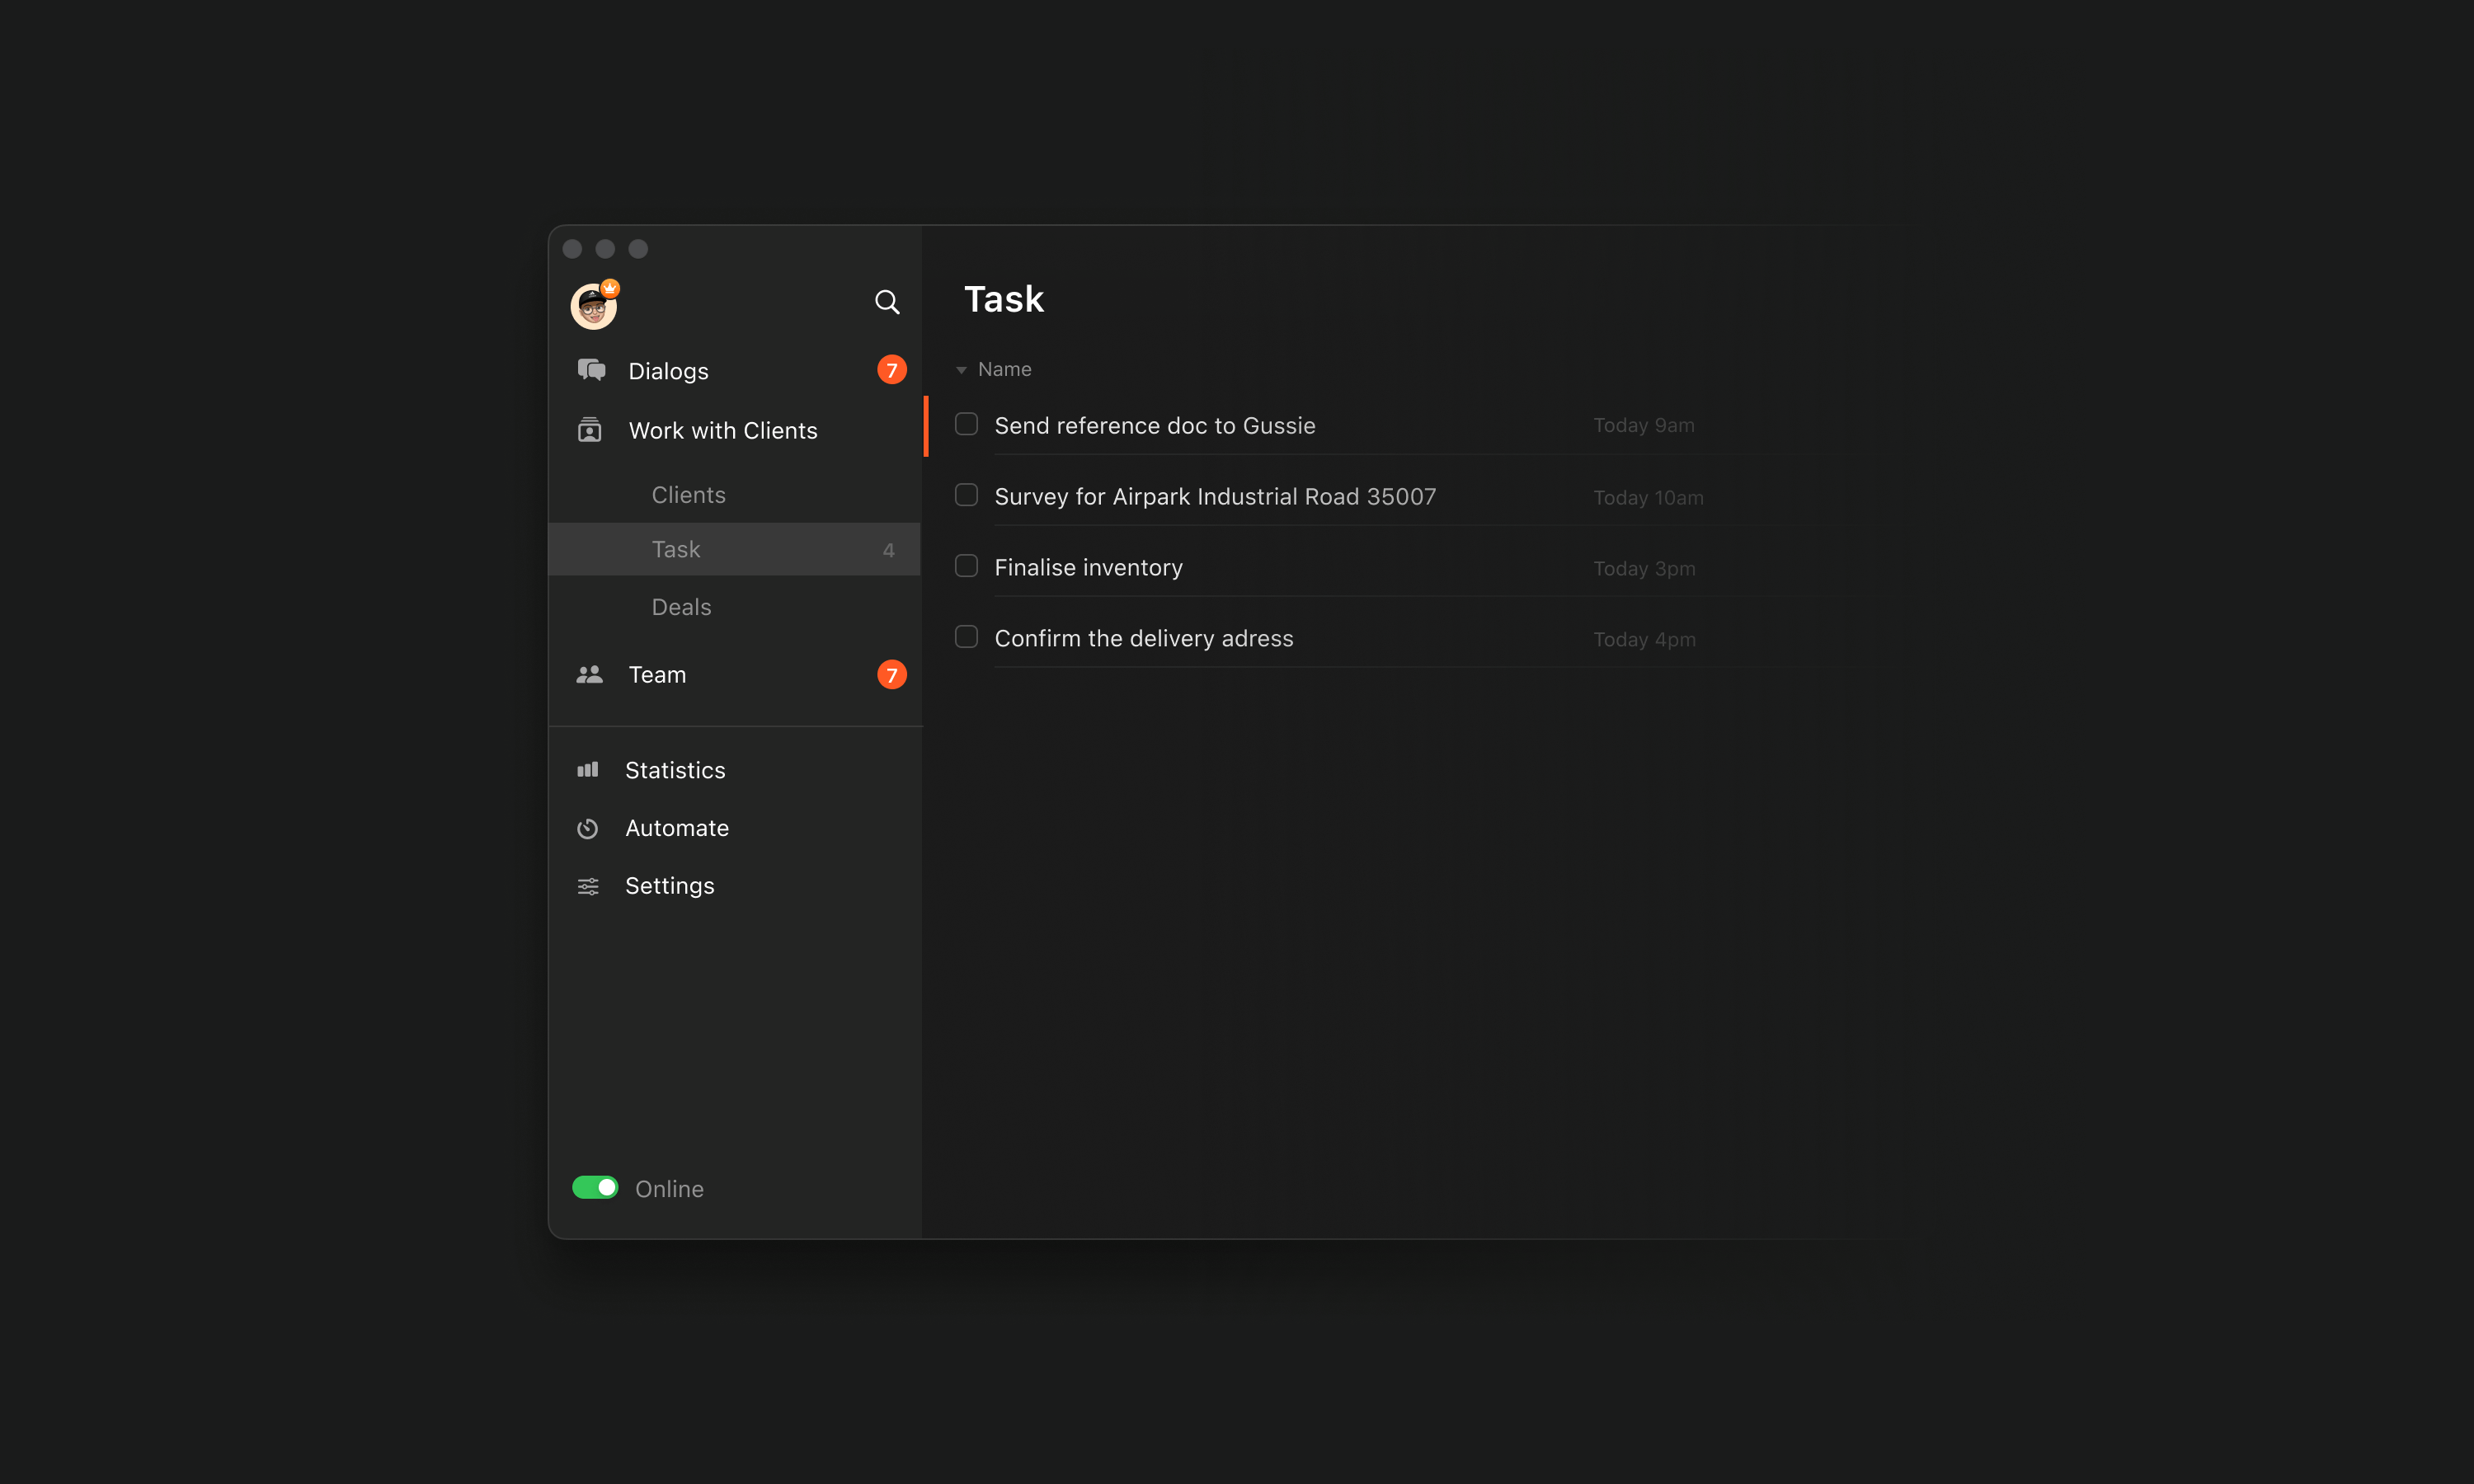 Dialogs 7
Work with Clients
Clients
Task 4
Deals
Team 7
Statistics
Automate
Settings
Online
Task
Name
Send reference doc to Gussie Today 9am
Survey for Airpark Industrial Road 35007 Today 10am
Finalise inventory Today 3pm
Confirm the delivery adress Today 4pm